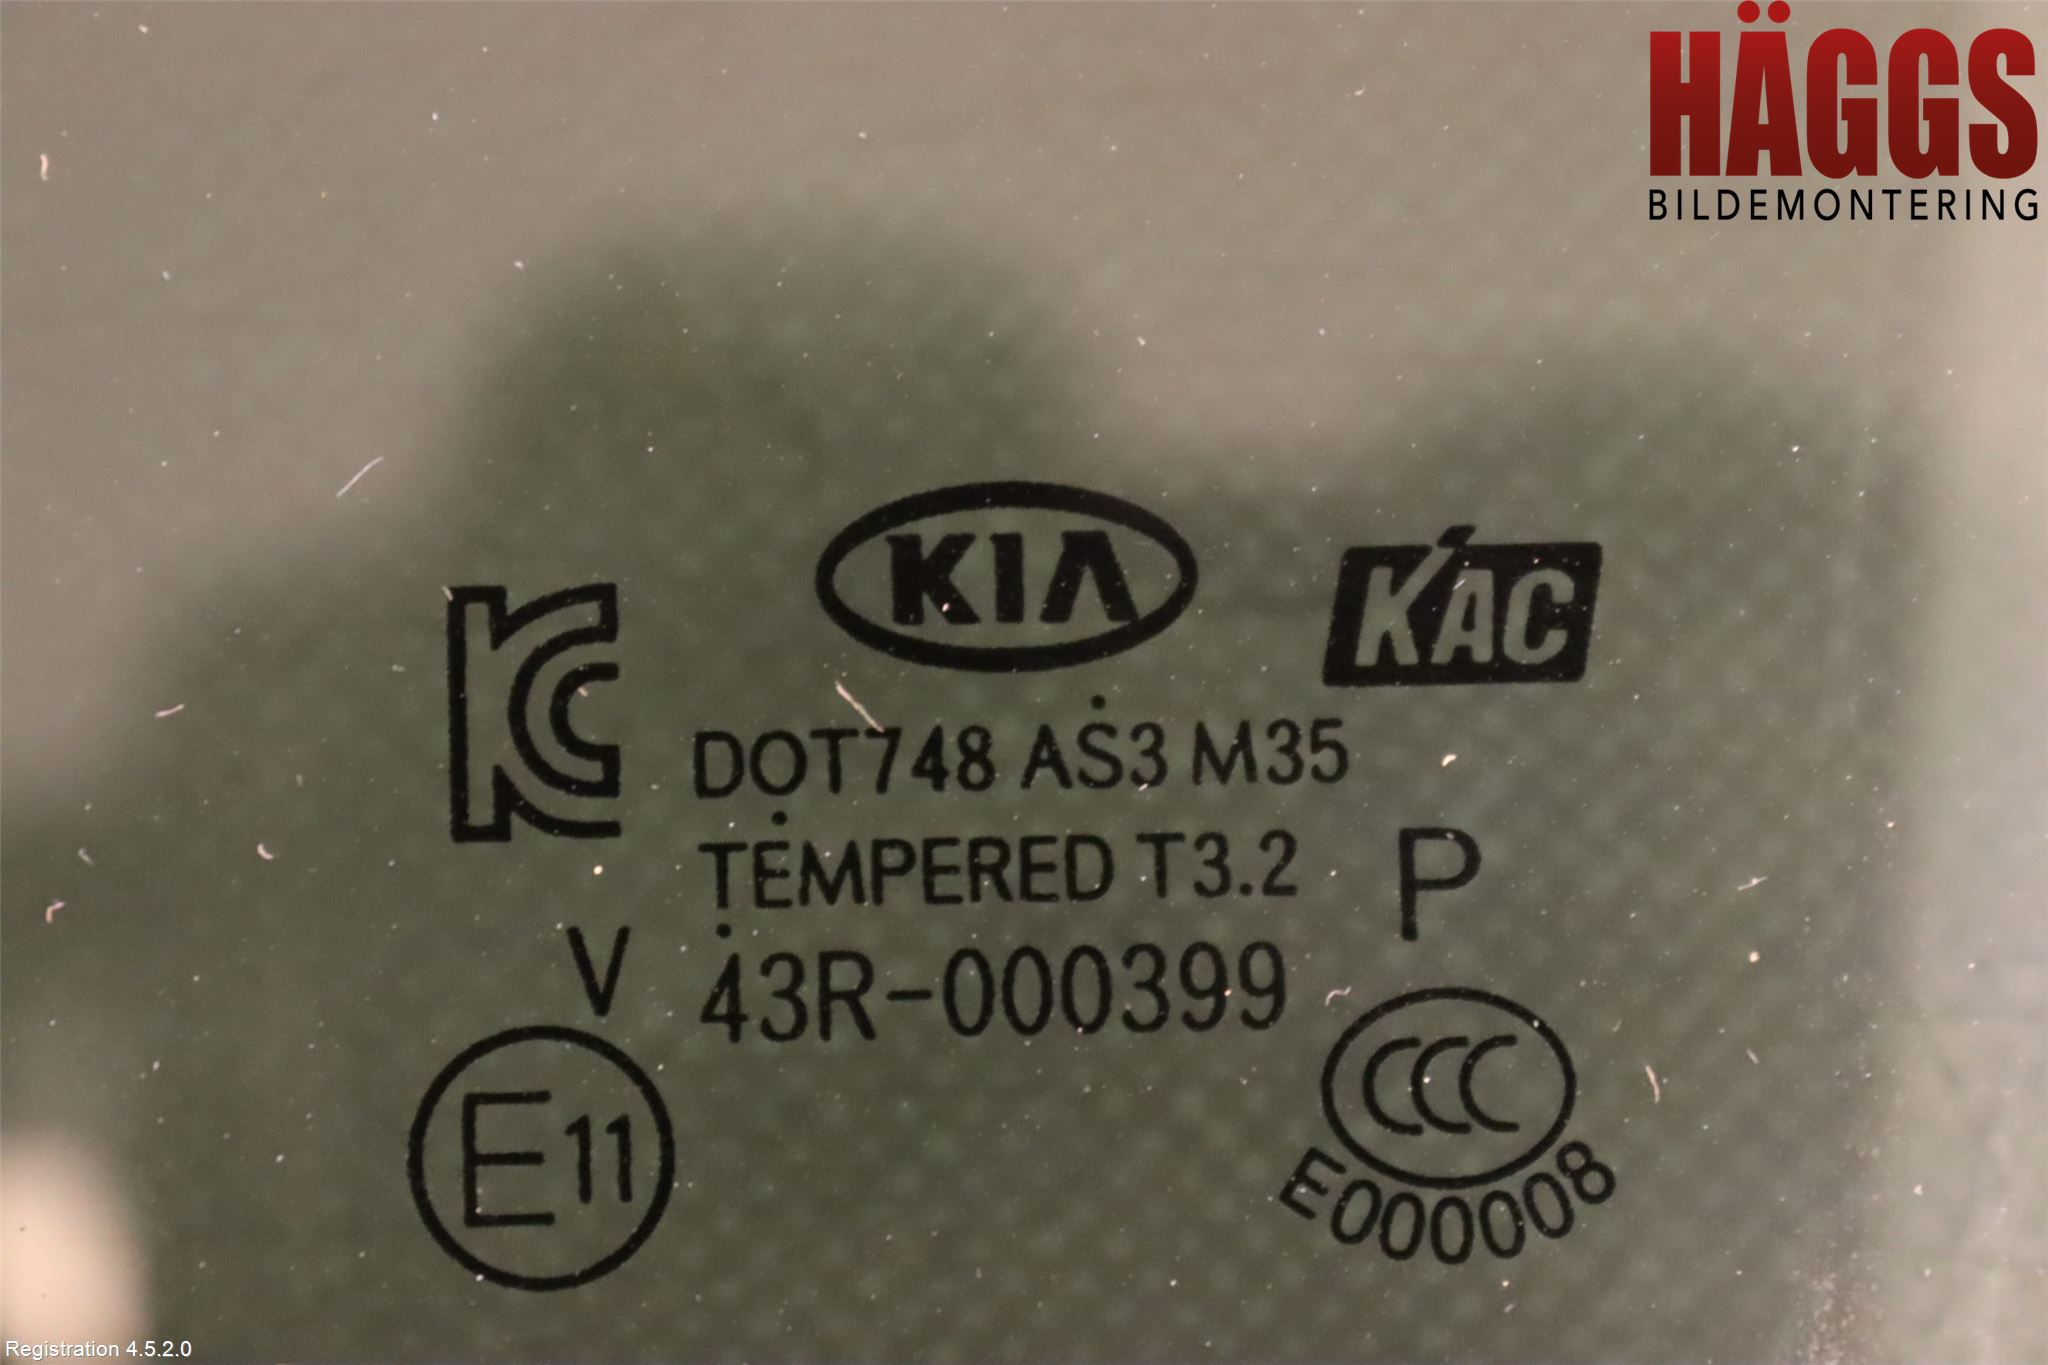 HÄGGS
BILDEMONTERING
KIA
KAC
KC
DOT748 AS3 M35
TEMPERED T3.2
P
V
43R-000399
E11
CCC
E000008
Registration 4.5.2.0